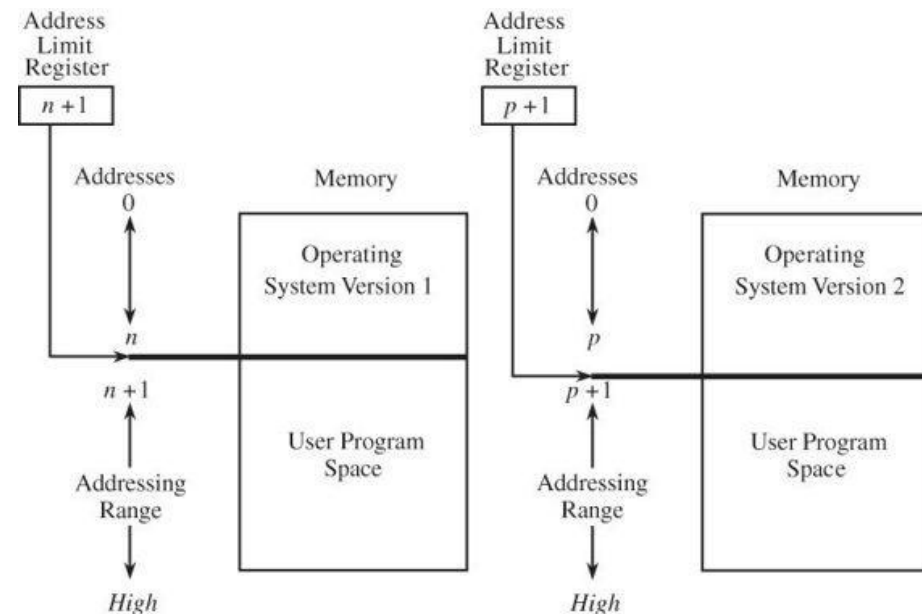 Address
Limit
Register
n + 1
Addresses
0
Memory
Operating
System Version 1
n
n + 1
User Program
Space
Addressing
Range
High
Address
Limit
Register
p + 1
Addresses
0
Memory
Operating
System Version 2
p
p + 1
User Program
Space
Addressing
Range
High